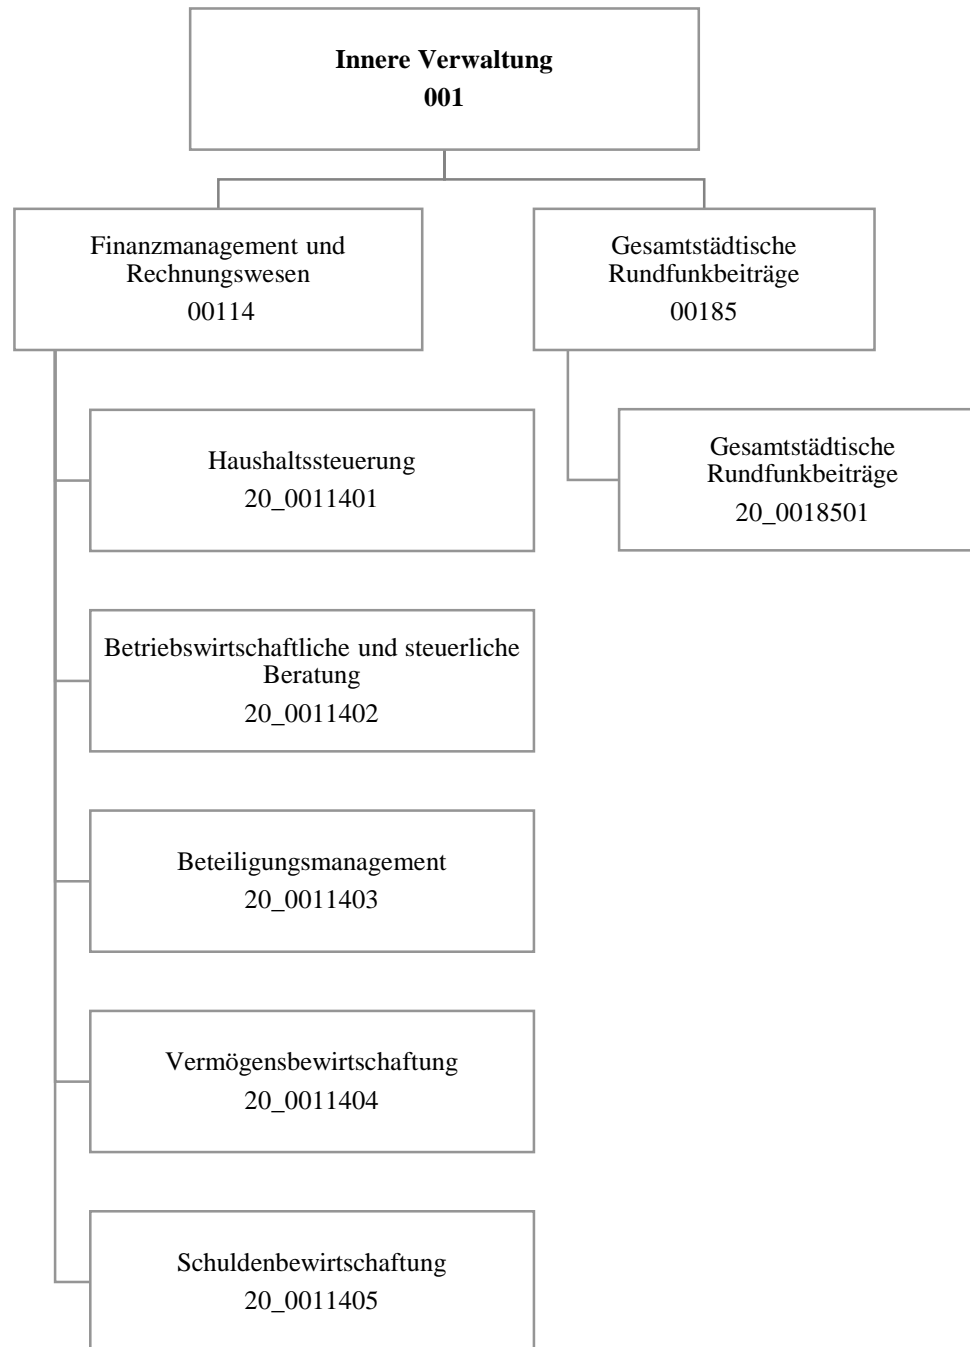 Innere Verwaltung
001
Finanzmanagement und
Rechnungswesen
00114
Gesamtstädtische
Rundfunkbeiträge
00185
Haushaltssteuerung
20_0011401
Gesamtstädtische
Rundfunkbeiträge
20_0018501
Betriebswirtschaftliche und steuerliche
Beratung
20_0011402
Beteiligungsmanagement
20_0011403
Vermögensbewirtschaftung
20_0011404
Schuldenbewirtschaftung
20_0011405